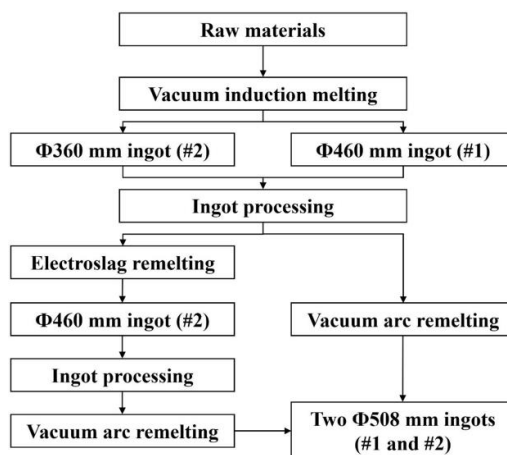 Raw materials
Vacuum induction melting
Φ360 mm ingot (#2)
Φ460 mm ingot (#1)
Ingot processing
Electroslag remelting
Φ460 mm ingot (#2)
Vacuum arc remelting
Ingot processing
Vacuum arc remelting
Two Φ508 mm ingots
(#1 and #2)